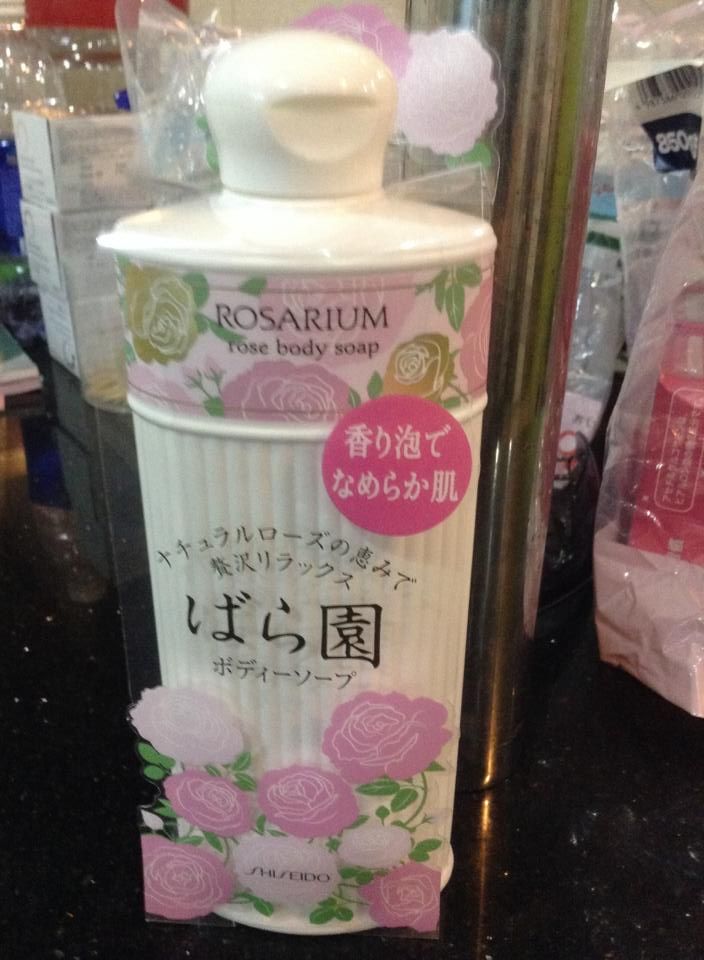 ROSARIUM
rose body soap
香り泡で
なめらか肌
ナチュラルローズの恵みで
贅沢リラックス
ばら園
ボディーソープ
SHISEIDO
850g